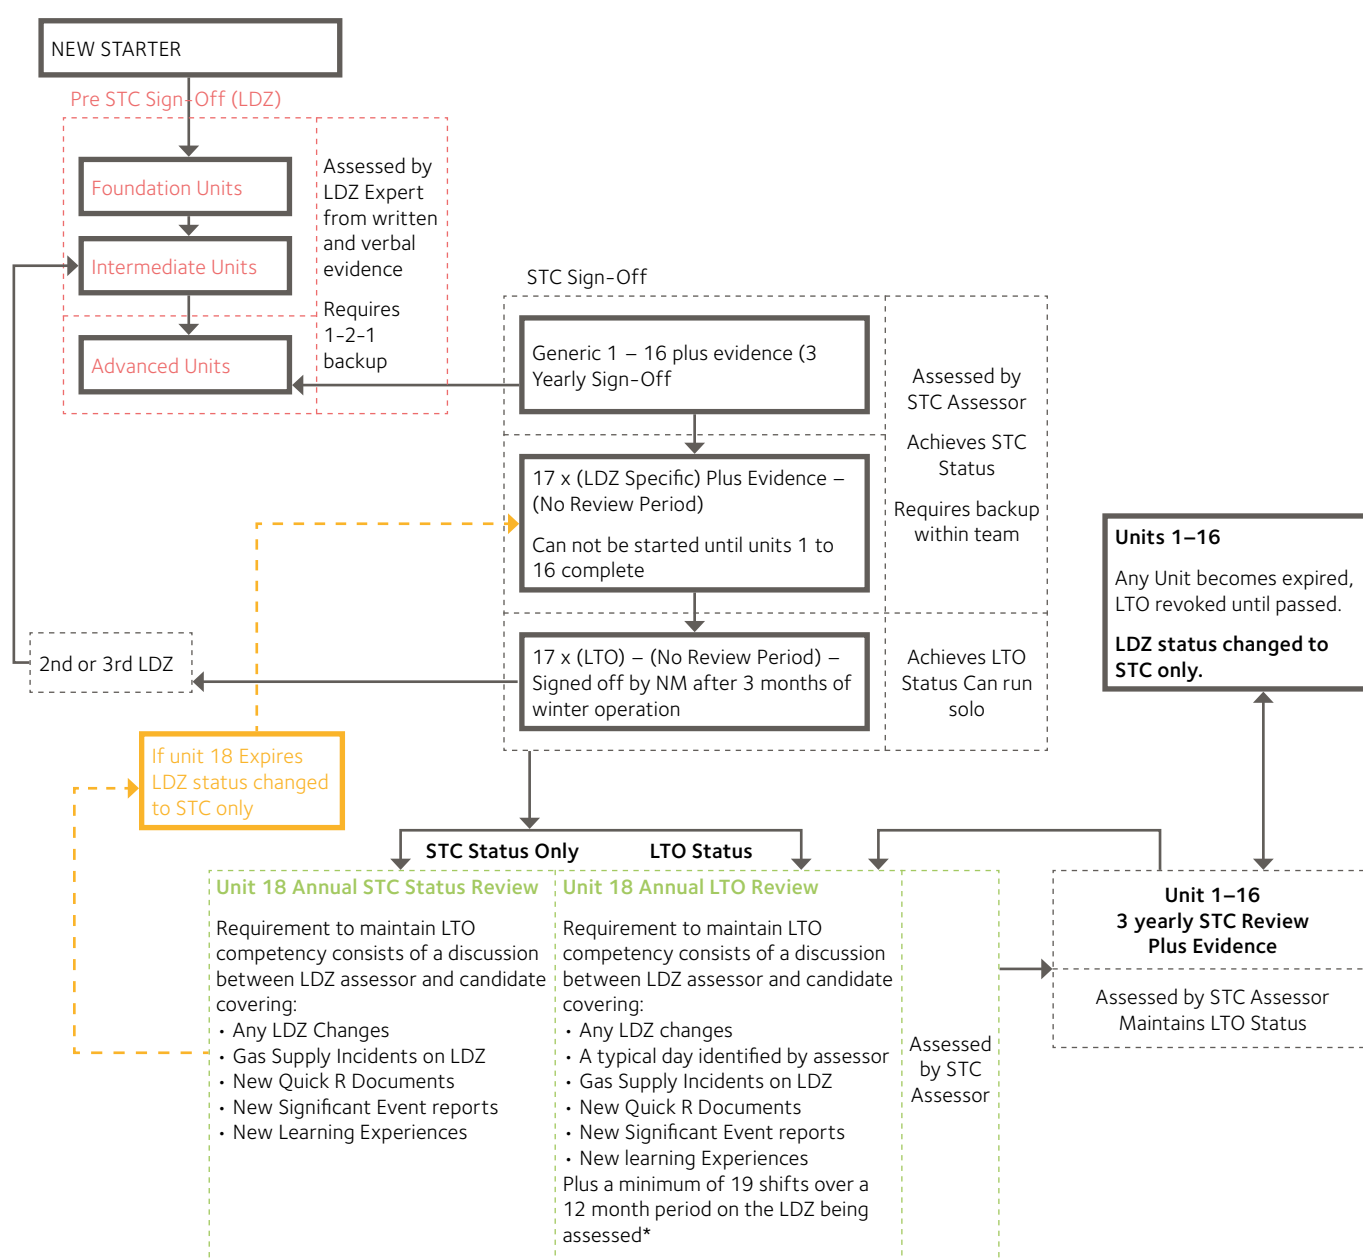 NEW STARTER
Pre STC Sign-Off (LDZ)
Foundation Units
Intermediate Units
Advanced Units
Assessed by
LDZ Expert
from written
and verbal
evidence
Requires
1-2-1
backup
STC Sign-Off
Generic 1 – 16 plus evidence (3
Yearly Sign-Off
17 x (LDZ Specific) Plus Evidence –
(No Review Period)
Can not be started until units 1 to
16 complete
17 x (LTO) – (No Review Period) –
Signed off by NM after 3 months of
winter operation
Assessed by
STC Assessor
Achieves STC
Status
Requires backup
within team
Achieves LTO
Status Can run
solo
Units 1–16
Any Unit becomes expired,
LTO revoked until passed.
LDZ status changed to
STC only.
2nd or 3rd LDZ
If unit 18 Expires
LDZ status changed
to STC only
STC Status Only
LTO Status
Unit 18 Annual STC Status Review
Requirement to maintain LTO
competency consists of a discussion
between LDZ assessor and candidate
covering:
• Any LDZ Changes
• Gas Supply Incidents on LDZ
• New Quick R Documents
• New Significant Event reports
• New Learning Experiences
Unit 18 Annual LTO Review
Requirement to maintain LTO
competency consists of a discussion
between LDZ assessor and candidate
covering:
• Any LDZ changes
• A typical day identified by assessor
• Gas Supply Incidents on LDZ
• New Quick R Documents
• New Significant Event reports
• New learning Experiences
Plus a minimum of 19 shifts over a
12 month period on the LDZ being
assessed*
Assessed
by STC
Assessor
Unit 1–16
3 yearly STC Review
Plus Evidence
Assessed by STC Assessor
Maintains LTO Status